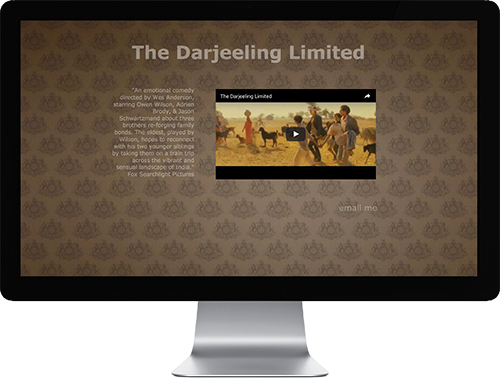 The Darjeeling Limited
"An emotional comedy
directed by Wes Anderson,
starring Owen Wilson, Adrien
Brody, & Jason
Schwartzmand about three
brothers re-forging family
bonds. The eldest, played by
Wilson, hopes to reconnect
with his two younger siblings
by taking them on a train trip
across the vibrant and
sensual landscape of India."
Fox Searchlight Pictures
The Darjeeling Limited
email me